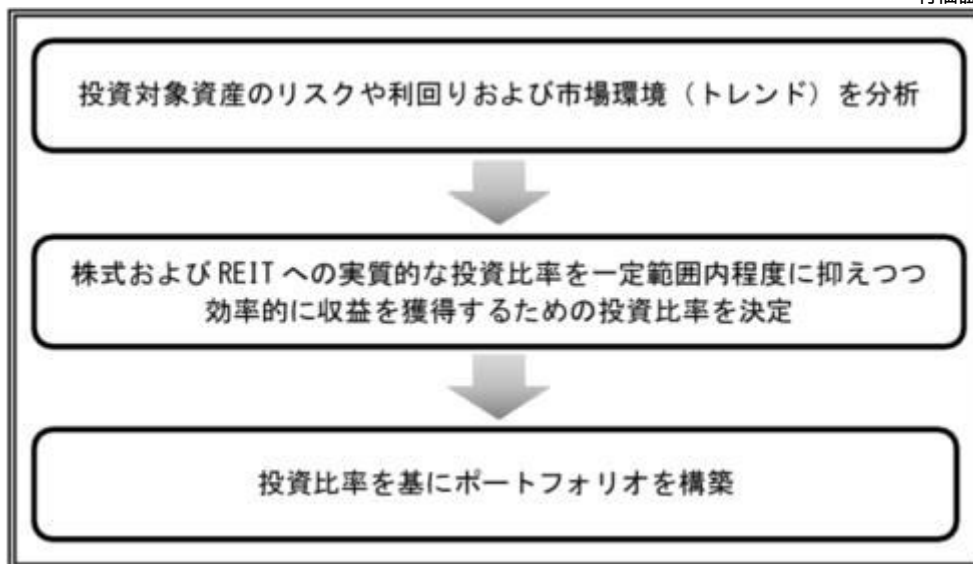 投資対象資産のリスクや利回りおよび市場環境（トレンド）を分析
株式および REIT への実質的な投資比率を一定範囲内程度に抑えつつ
効率的に収益を獲得するための投資比率を決定
投資比率を基にポートフォリオを構築